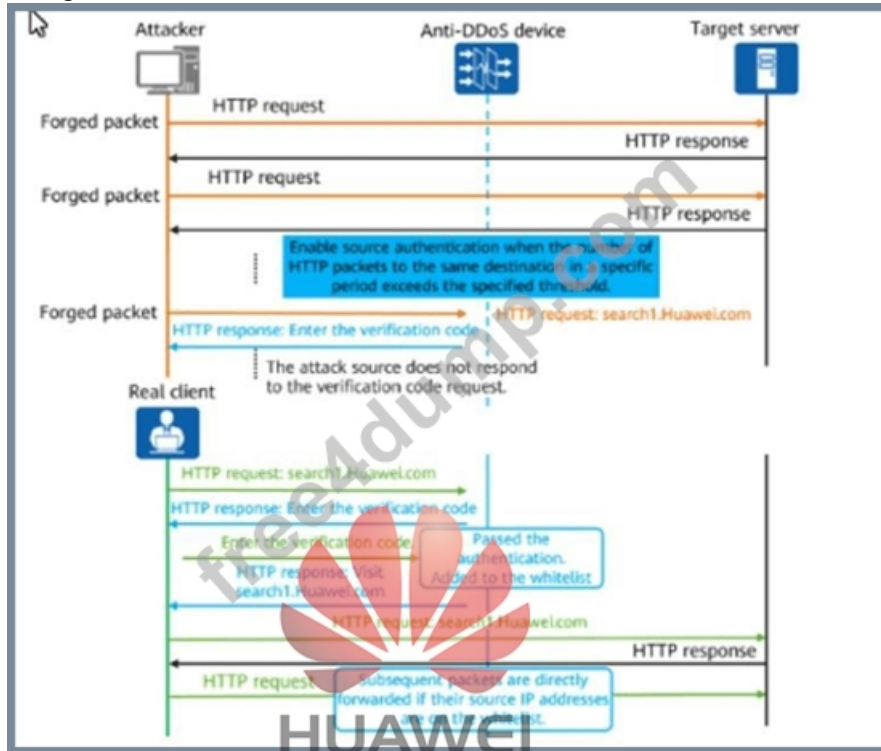 Attacker
Anti-DDoS device
Target server
HTTP request
Forged packet
HTTP response
HTTP request
Forged packet
HTTP response
Enable source authentication when the number of
HTTP packets to the same destination in a specific
period exceeds the specified threshold.
Forged packet
HTTP request: search1.Huawei.com
HTTP response: Enter the verification code
The attack source does not respond
to the verification code request.
Real client
HTTP request: search1.Huawei.com
HTTP response: Enter the verification code
Enter the verification code.
Passed the
authentication.
Added to the whitelist
HTTP response: Visit
search1.Huawei.com
HTTP request: search1.Huawei.com
HTTP response
HTTP request
Subsequent packets are directly
forwarded if their source IP addresses
are on the whitelist.
HUAWEI
free4dump.com